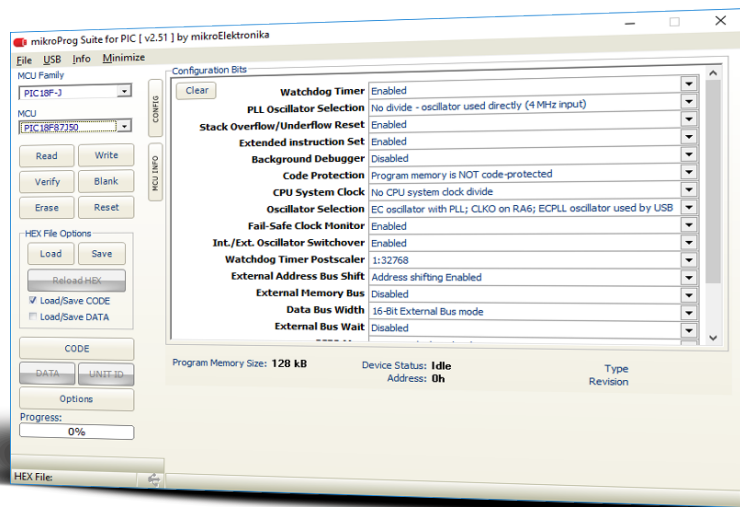 mikroProg Suite for PIC [ v2.51 ] by mikroElektronika
File USB Info Minimize
MCU Family
PIC18F-J
MCU
PIC18F87J50
Read Write
Verify Blank
Erase Reset
HEX File Options
Load Save
Reload HEX
Load/Save CODE
Load/Save DATA
CODE
DATA UNIT ID
Options
Progress:
0%
HEX File:
CONFIG
MCU INFO
Configuration Bits
Clear
Watchdog Timer Enabled
PLL Oscillator Selection No divide - oscillator used directly (4 MHz input)
Stack Overflow/Underflow Reset Enabled
Extended instruction Set Enabled
Background Debugger Disabled
Code Protection Program memory is NOT code-protected
CPU System Clock No CPU system clock divide
Oscillator Selection EC oscillator with PLL; CLKO on RA6; ECPLL oscillator used by USB
Fail-Safe Clock Monitor Enabled
Int./Ext. Oscillator Switchover Enabled
Watchdog Timer Postscaler 1:32768
External Address Bus Shift Address shifting Enabled
External Memory Bus Disabled
Data Bus Width 16-Bit External Bus mode
External Bus Wait Disabled
Program Memory Size: 128 kB
Device Status: Idle
Address: 0h
Type
Revision